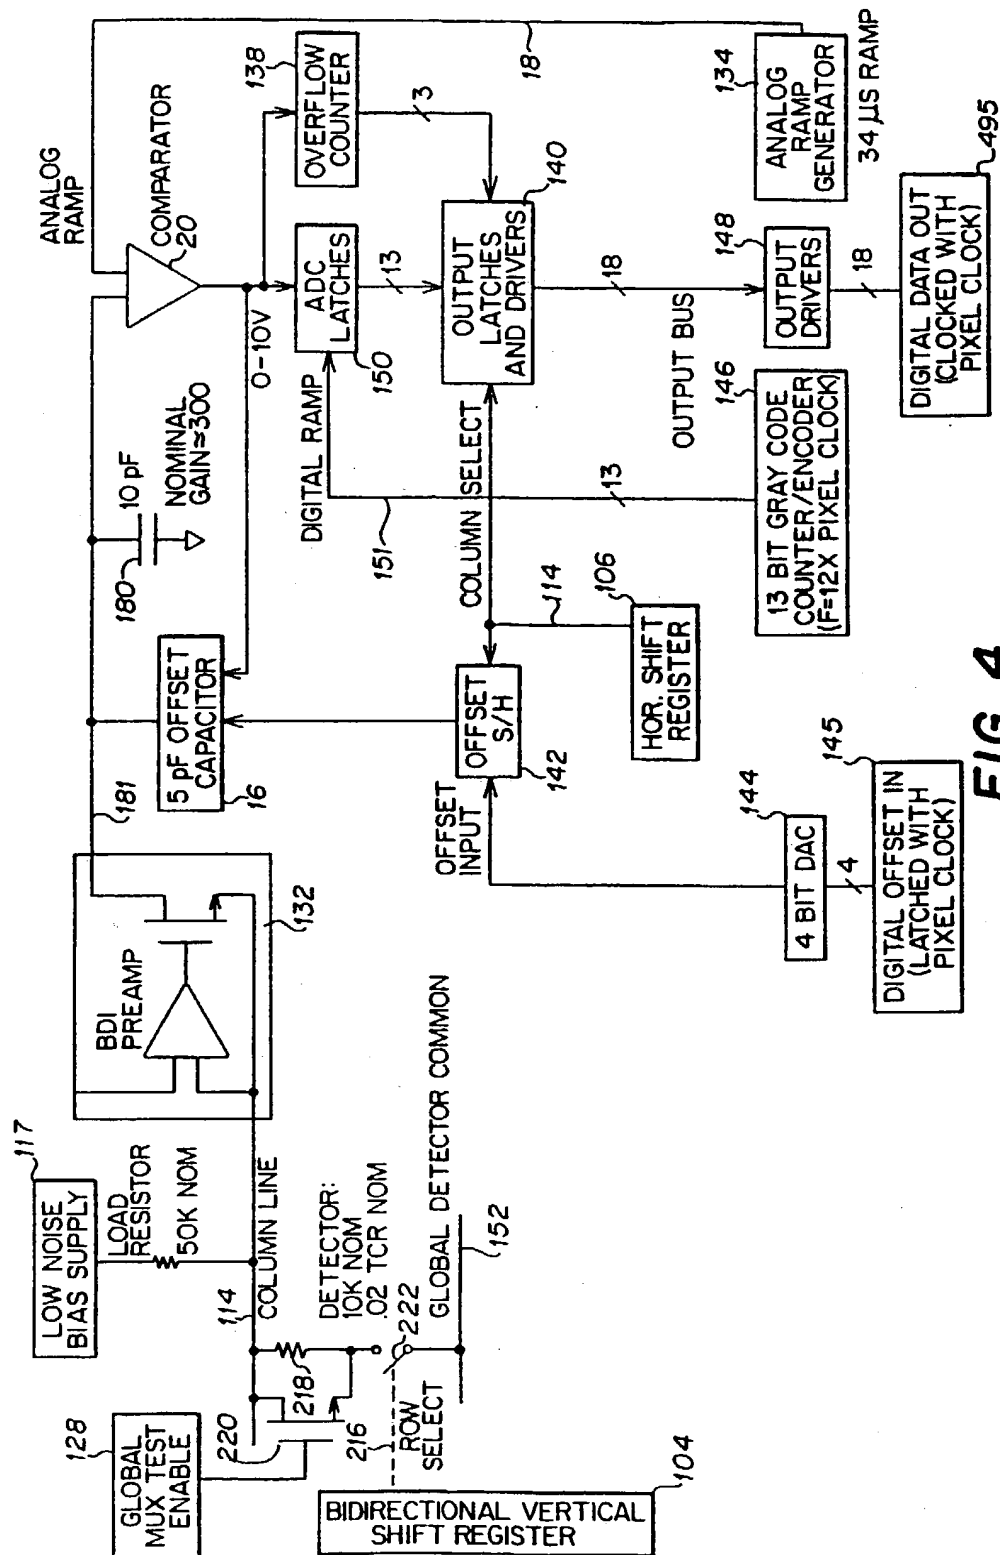 128
GLOBAL
MUX TEST
ENABLE
220
216
ROW
SELECT
BIDIRECTIONAL VERTICAL
SHIFT REGISTER
104
117
LOW NOISE
BIAS SUPPLY
LOAD
RESISTOR
50K NOM
114
COLUMN LINE
218
DETECTOR:
10K NOM
.02 TCR NOM
222
GLOBAL DETECTOR COMMON
152
BDI
PREAMP
132
181
5 pF OFFSET
CAPACITOR
16
180
10 pF
NOMINAL
GAIN≃300
0-10V
ANALOG
RAMP
COMPARATOR
20
138
OVERFLOW
COUNTER
3
ADC
LATCHES
150
13
DIGITAL RAMP
151
13
COLUMN SELECT
OUTPUT
LATCHES
AND DRIVERS
140
18
OUTPUT BUS
OFFSET
INPUT
OFFSET
S/H
142
114
106
HOR. SHIFT
REGISTER
144
4 BIT DAC
4
145
DIGITAL OFFSET IN
(LATCHED WITH
PIXEL CLOCK)
146
13 BIT GRAY CODE
COUNTER/ENCODER
(F=12X PIXEL CLOCK)
148
OUTPUT
DRIVERS
18
DIGITAL DATA OUT
(CLOCKED WITH
PIXEL CLOCK)
495
18
134
ANALOG
RAMP
GENERATOR
34 µS RAMP
FIG 4